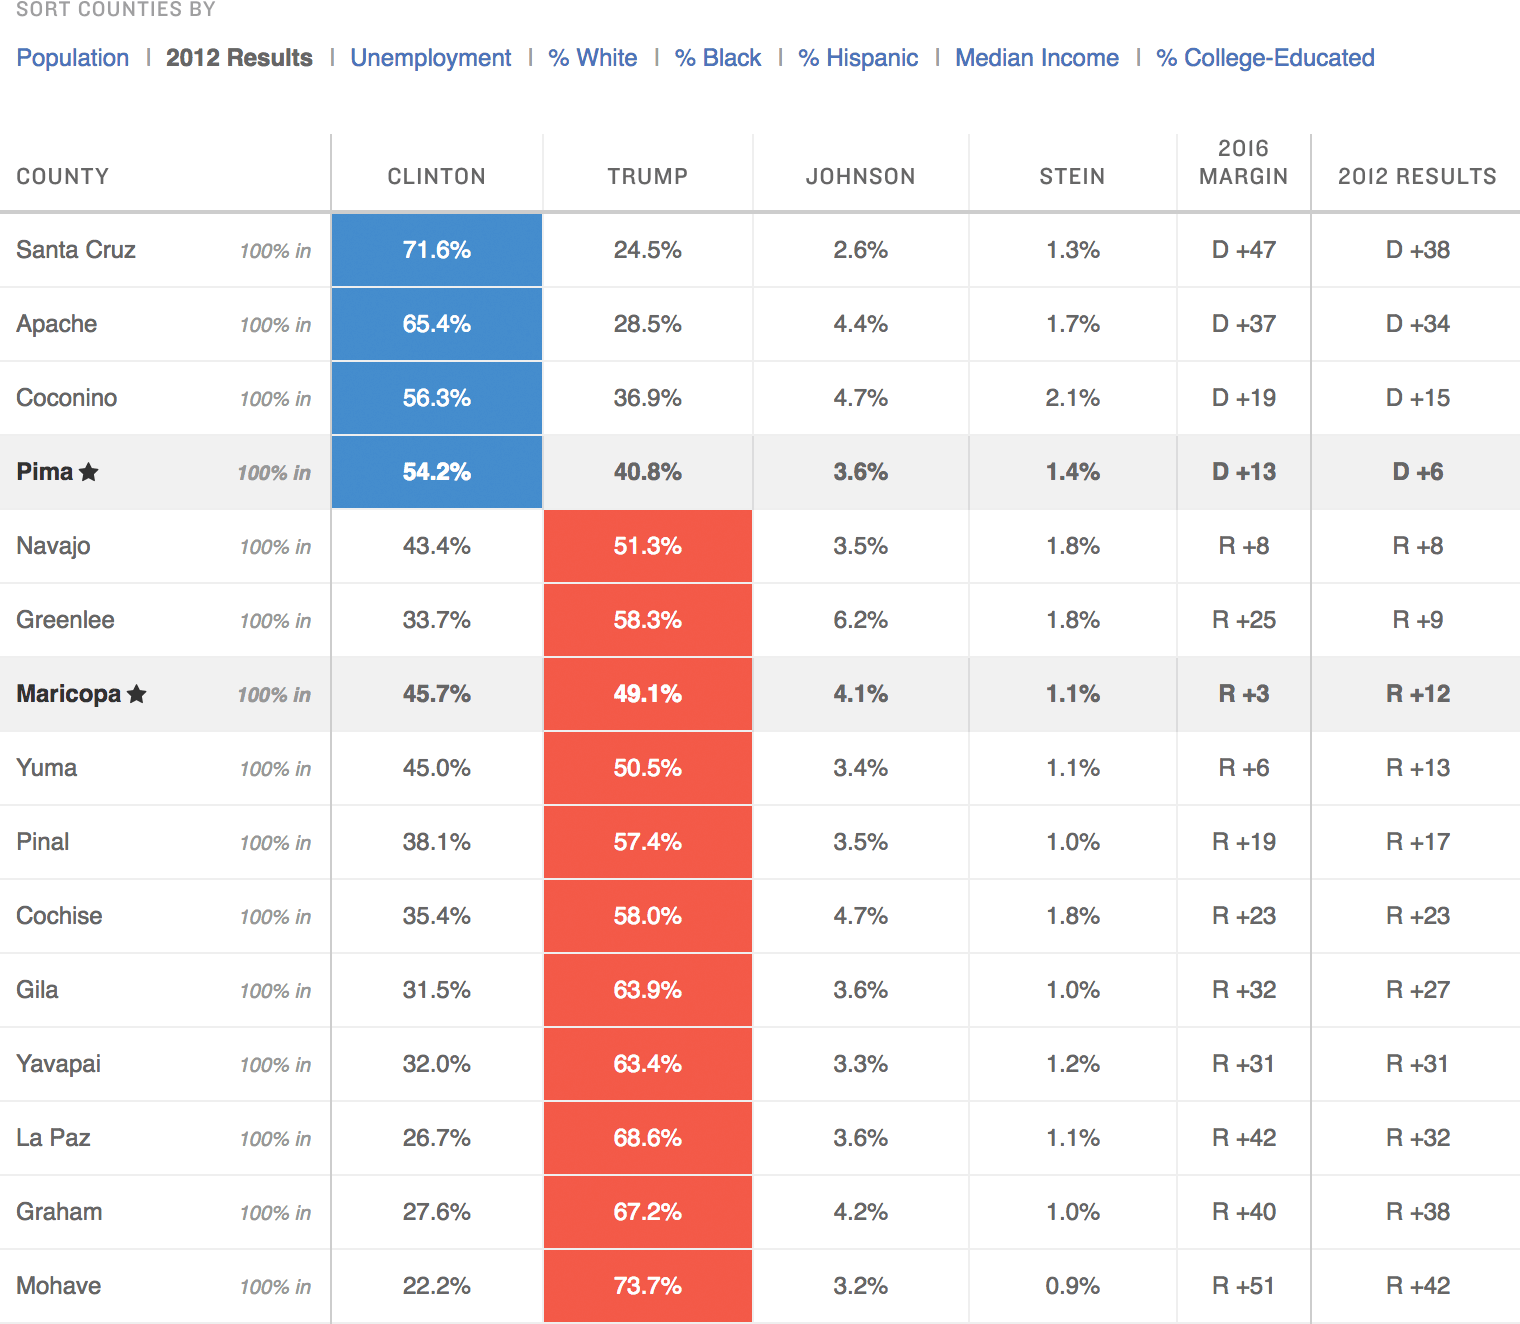 SORT COUNTIES BY
Population | 2012 Results | Unemployment | % White | % Black | % Hispanic | Median Income | % College-Educated
COUNTY CLINTON TRUMP JOHNSON STEIN 2016 MARGIN 2012 RESULTS
Santa Cruz 100% in 71.6% 24.5% 2.6% 1.3% D +47 D +38
Apache 100% in 65.4% 28.5% 4.4% 1.7% D +37 D +34
Coconino 100% in 56.3% 36.9% 4.7% 2.1% D +19 D +15
Pima ★ 100% in 54.2% 40.8% 3.6% 1.4% D +13 D +6
Navajo 100% in 43.4% 51.3% 3.5% 1.8% R +8 R +8
Greenlee 100% in 33.7% 58.3% 6.2% 1.8% R +25 R +9
Maricopa ★ 100% in 45.7% 49.1% 4.1% 1.1% R +3 R +12
Yuma 100% in 45.0% 50.5% 3.4% 1.1% R +6 R +13
Pinal 100% in 38.1% 57.4% 3.5% 1.0% R +19 R +17
Cochise 100% in 35.4% 58.0% 4.7% 1.8% R +23 R +23
Gila 100% in 31.5% 63.9% 3.6% 1.0% R +32 R +27
Yavapai 100% in 32.0% 63.4% 3.3% 1.2% R +31 R +31
La Paz 100% in 26.7% 68.6% 3.6% 1.1% R +42 R +32
Graham 100% in 27.6% 67.2% 4.2% 1.0% R +40 R +38
Mohave 100% in 22.2% 73.7% 3.2% 0.9% R +51 R +42